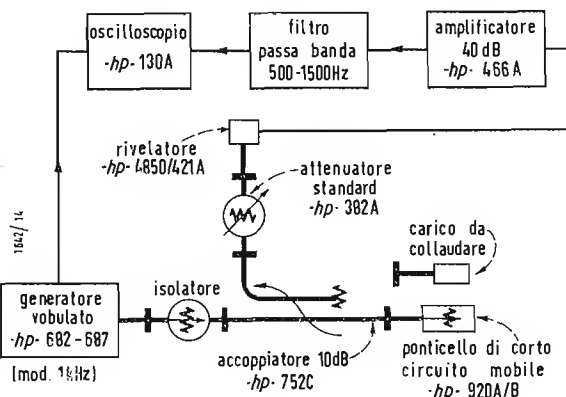 oscilloscopio
-hp- 130A
filtro
passa banda
500-1500Hz
amplificatore
40 dB
-hp- 466A
rivelatore
-hp- 4850/421A
attenuatore
standard
-hp- 382A
1642/14
carico da
collaudare
generatore
vobulato
-hp- 682-687
(mod. 1kHz)
isolatore
accoppiatore 10dB
-hp- 752C
ponticello di corto
circuito mobile
-hp- 920A/B